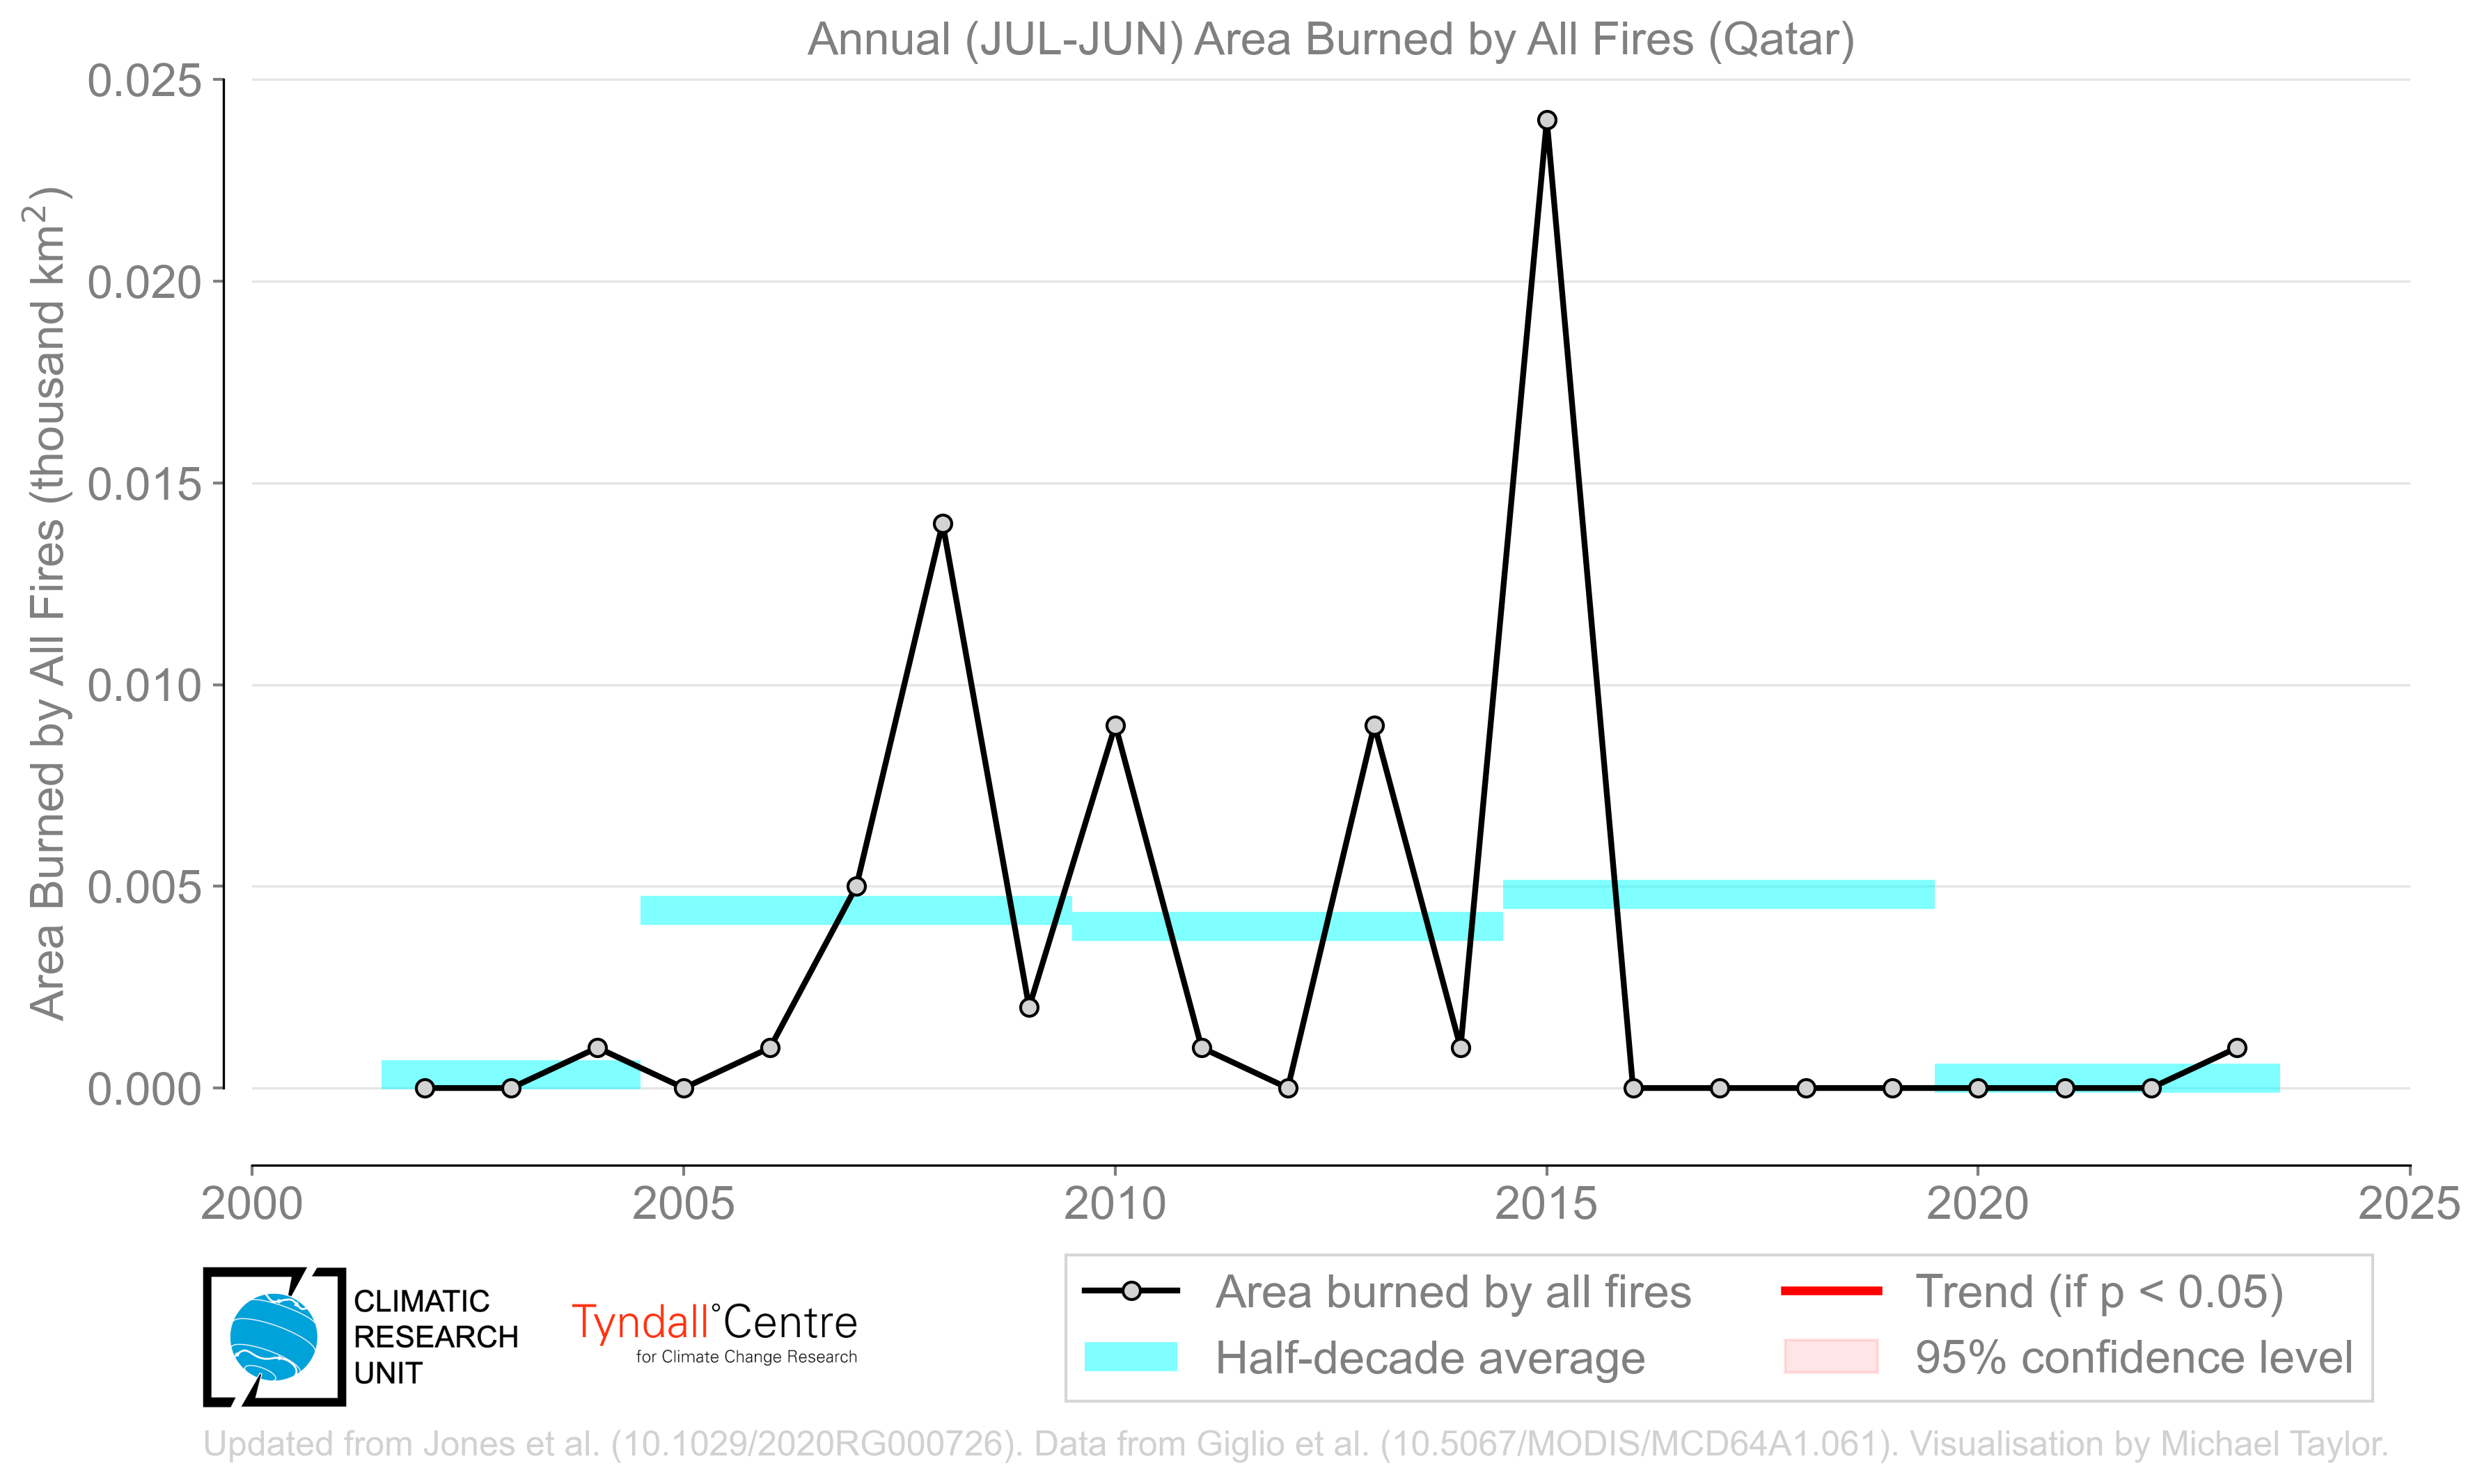 Annual (JUL-JUN) Area Burned by All Fires (Qatar)
Area Burned by All Fires (thousand km²)
0.025
0.020
0.015
0.010
0.005
0.000
2000 2005 2010 2015 2020 2025
CLIMATIC
RESEARCH
UNIT
Tyndall°Centre
for Climate Change Research
Area burned by all fires
Half-decade average
Trend (if p < 0.05)
95% confidence level
Updated from Jones et al. (10.1029/2020RG000726). Data from Giglio et al. (10.5067/MODIS/MCD64A1.061). Visualisation by Michael Taylor.